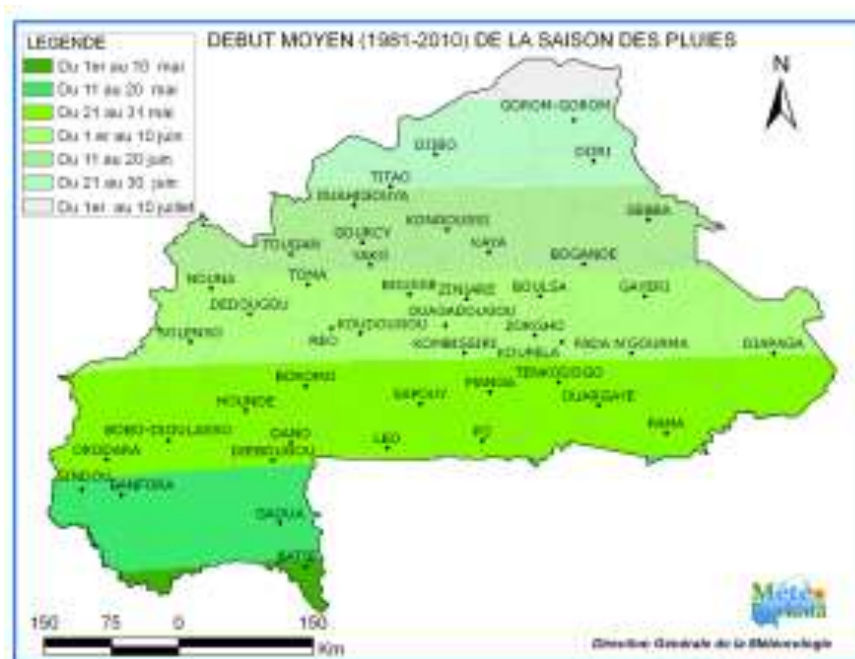 DEBUT MOYEN (1981-2010) DE LA SAISON DES PLUIES
LEGENDE
Du 1er au 10 mai
Du 11 au 20 mai
Du 21 au 31 mai
Du 1 er au 10 juin
Du 11 au 20 juin
Du 21 au 30 juin
Du 1er au 10 juillet
N
GOROM-GOROM
DJIBO
DORI
TITAO
OUAHIGOUYA
SEBBA
KONGOUSSI
GOURCY
TOUGAN
KAYA
YAKO
BOGANDE
NOUNA
TOMA
BOUSSE
ZINIARE
BOULSA
GAYERI
DEDOUGOU
OUAGADOUGOU
KOUDOUGOU
ZORGHO
SOLENZO
REO
KOMBISSIRI
KOUPELA
FADA N'GOURMA
DIAPAGA
BOROMO
TENKODOGO
MANGA
HOUNDE
SAPOUY
OUARGAYE
BOBO-DIOULASSO
DANO
LEO
PO
PAMA
ORODARA
DIEBOUGOU
SINDOU
BANFORA
GAOUA
BATIE
150 75 0 150
Km
Météo
Burkina
Direction Générale de la Météorologie